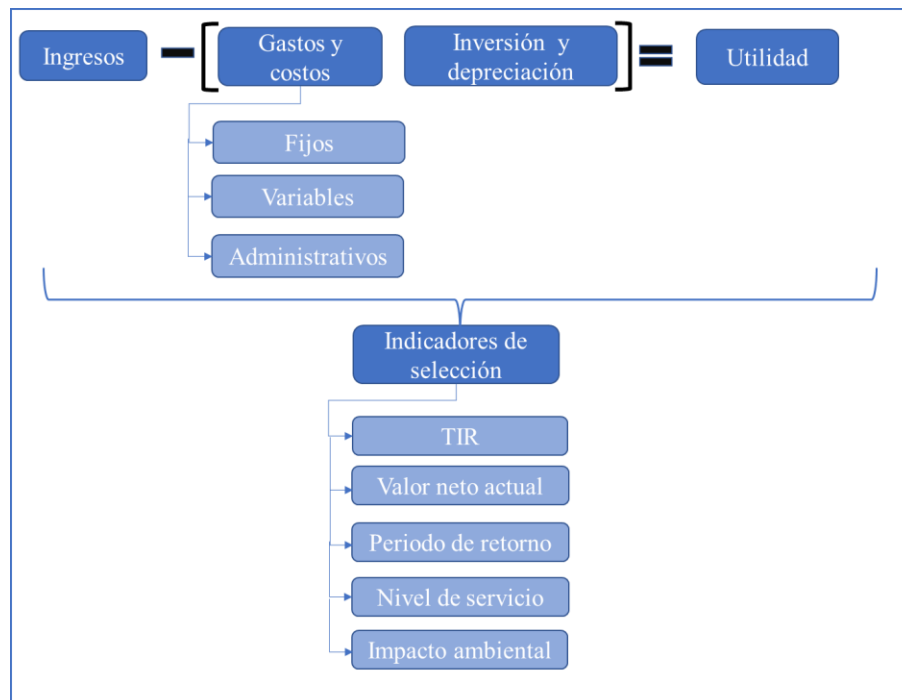 Ingresos
Gastos y
costos
Inversión y
depreciación
Utilidad
Fijos
Variables
Administrativos
Indicadores de
selección
TIR
Valor neto actual
Periodo de retorno
Nivel de servicio
Impacto ambiental